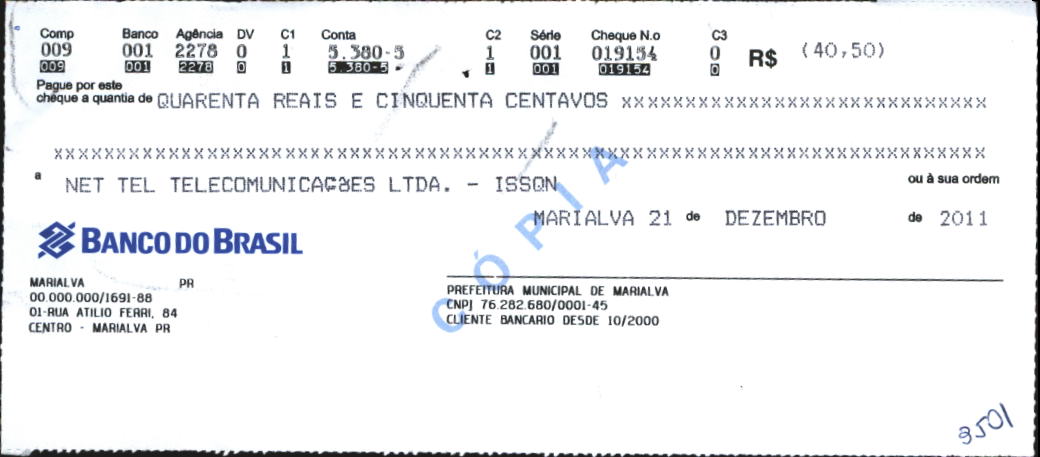 Comp Banco Agência DV C1 Conta C2 Série Cheque N.o C3
009 001 2278 0 1 5.380-5 1 001 019154 0 R$ (40,50)
009 001 2278 0 1 5.380-5 1 001 019154 0
Pague por este
cheque a quantia de QUARENTA REAIS E CINQUENTA CENTAVOS xxxxxxxxxxxxxxxxxxxxxxxxxxxxx
xxxxxxxxxxxxxxxxxxxxxxxxxxxxxxxxxxxxxxxxxxxxxxxxxxxxxxxxxxxxxxxxxxxxxxxx
a NET TEL TELECOMUNICAÇÕES LTDA. - ISSQN ou à sua ordem
MARIALVA 21 de DEZEMBRO de 2011
BANCO DO BRASIL
MARIALVA PR
00.000.000/1691-88
01-RUA ATILIO FERRI, 84
CENTRO - MARIALVA PR
PREFEITURA MUNICIPAL DE MARIALVA
CNPJ 76.282.680/0001-45
CLIENTE BANCARIO DESDE 10/2000
CÓPIA
3501